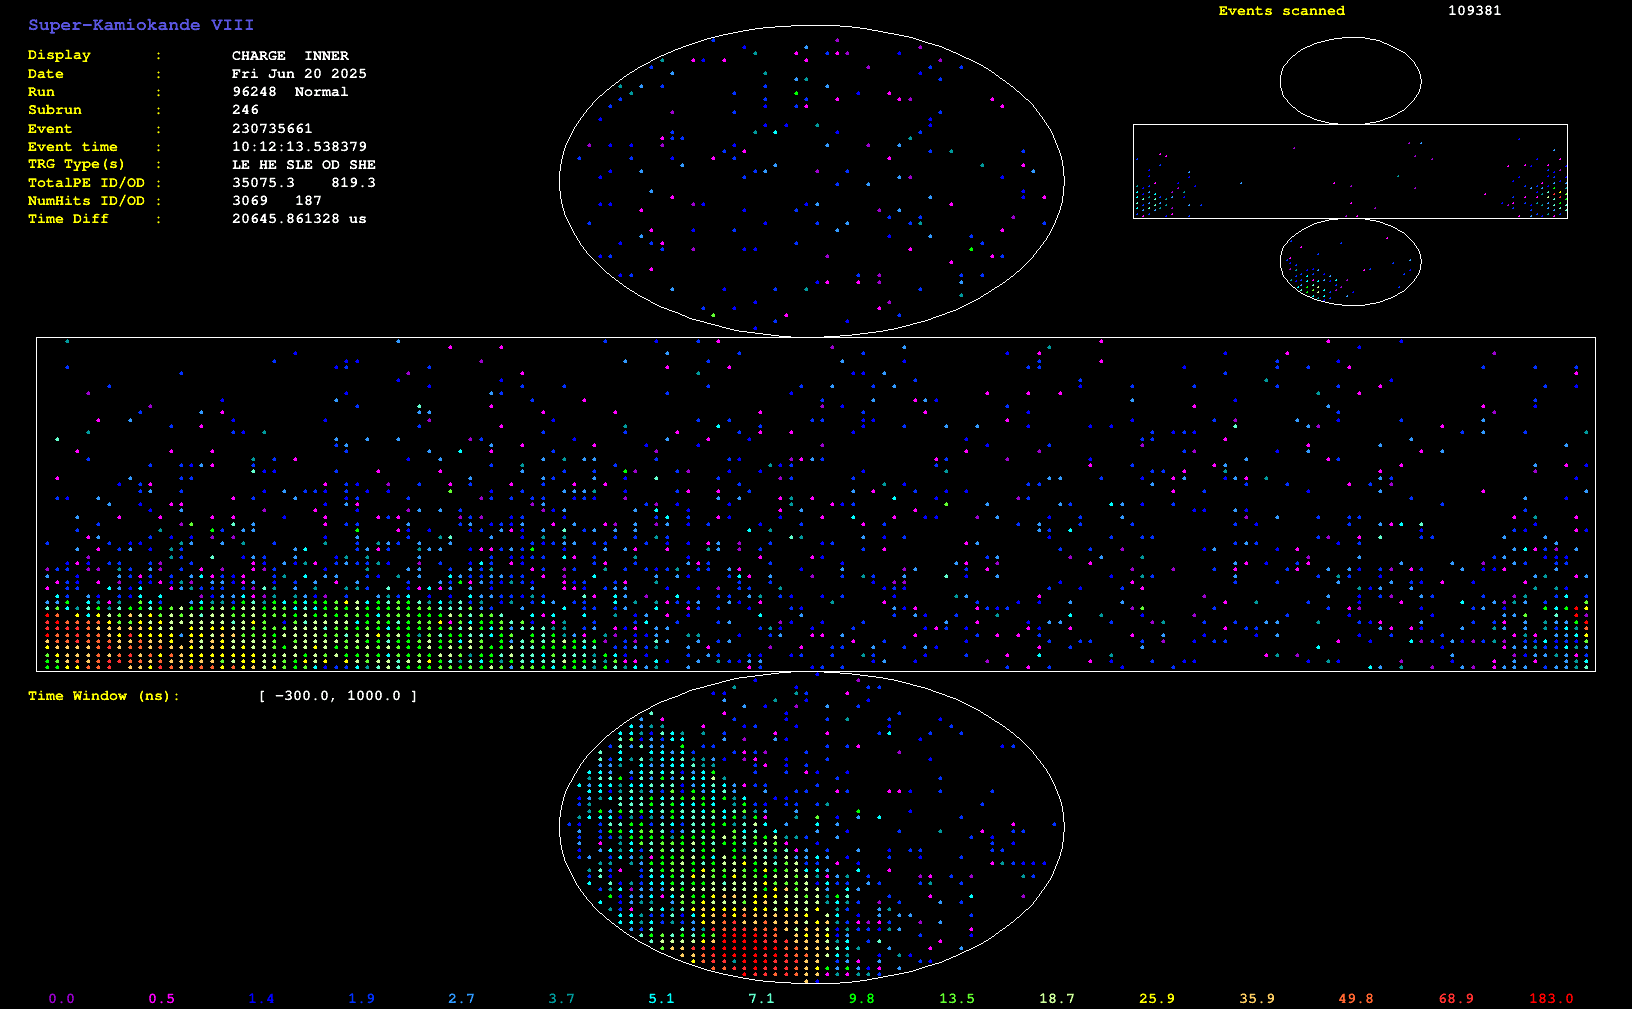 Super-Kamiokande VIII
Events scanned 109381
Display : CHARGE INNER
Date : Fri Jun 20 2025
Run : 96248 Normal
Subrun : 246
Event : 230735661
Event time : 10:12:13.538379
TRG Type(s) : LE HE SLE OD SHE
TotalPE ID/OD : 35075.3 819.3
NumHits ID/OD : 3069 187
Time Diff : 20645.861328 us
Time Window (ns): [ −300.0, 1000.0 ]
0.0 0.5 1.4 1.9 2.7 3.7 5.1 7.1 9.8 13.5 18.7 25.9 35.9 49.8 68.9 183.0